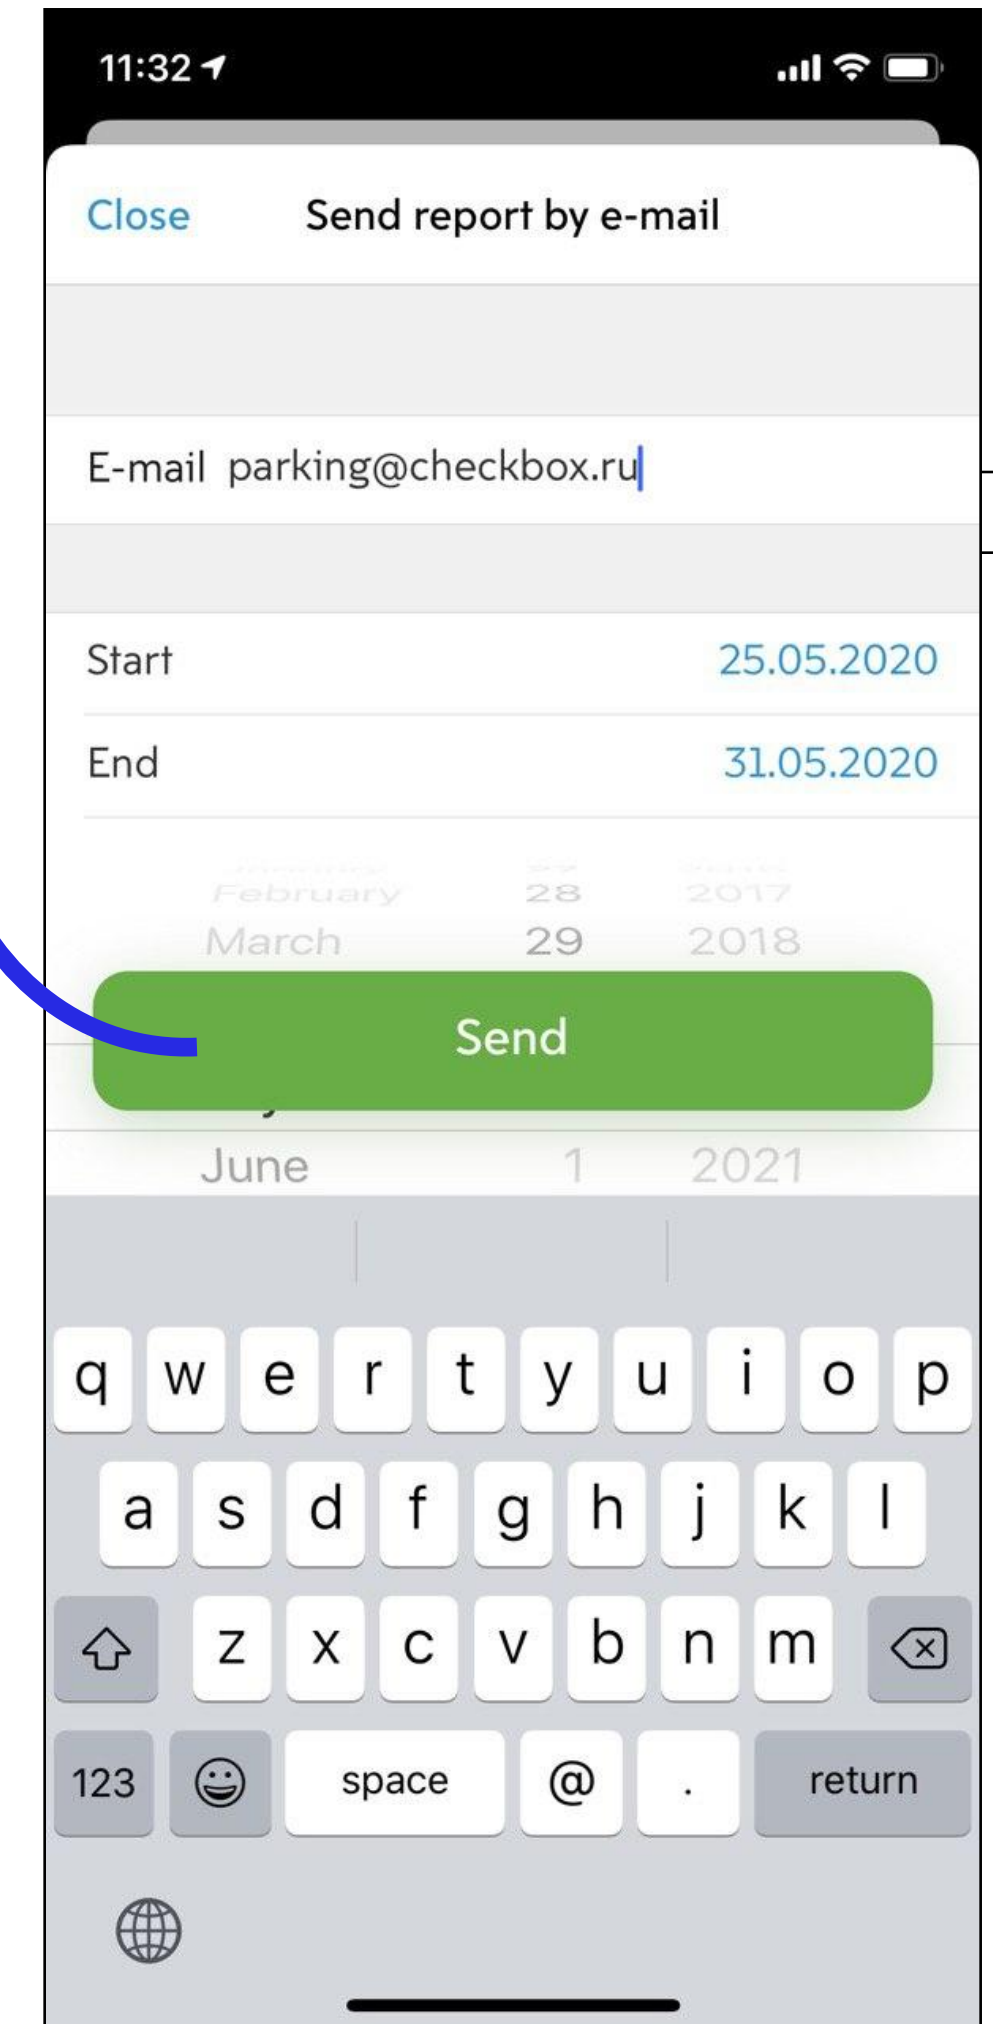 11:32
Close Send report by e-mail
E-mail parking@checkbox.ru
Start 25.05.2020
End 31.05.2020
February 28 2017
March 29 2018
Send
June 1 2021
q w e r t y u i o p
a s d f g h j k l
z x c v b n m
123 space @ . return